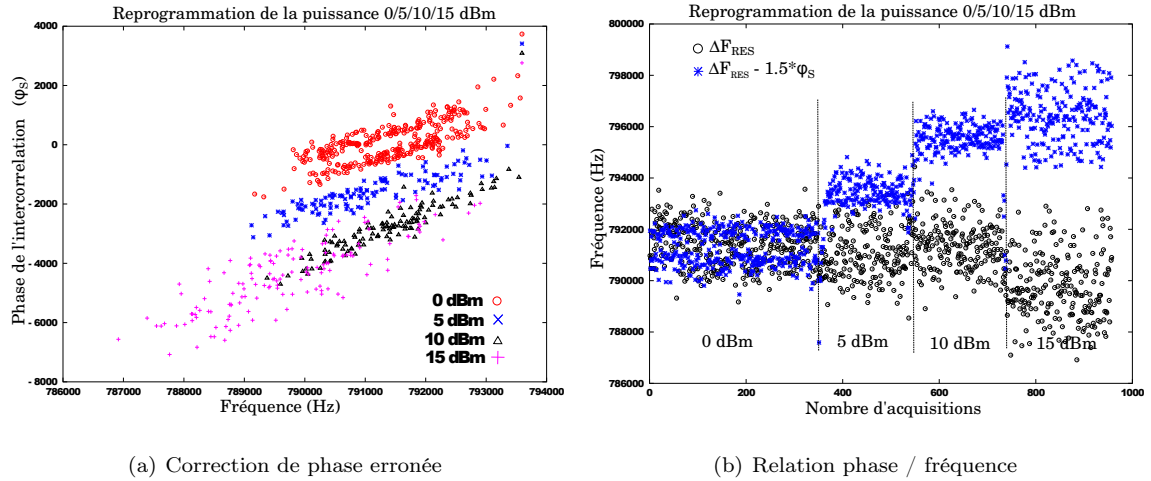 Reprogrammation de la puissance 0/5/10/15 dBm
Phase de l'intercorrelation (φS)
4000
2000
0
-2000
-4000
-6000
-8000
0 dBm
5 dBm
10 dBm
15 dBm
786000 787000 788000 789000 790000 791000 792000 793000 794000
Fréquence (Hz)
(a) Correction de phase erronée
Reprogrammation de la puissance 0/5/10/15 dBm
Fréquence (Hz)
800000
798000
796000
794000
792000
790000
788000
786000
ΔFRES
ΔFRES - 1.5*φS
0 dBm 5 dBm 10 dBm 15 dBm
0 200 400 600 800 1000
Nombre d'acquisitions
(b) Relation phase / fréquence